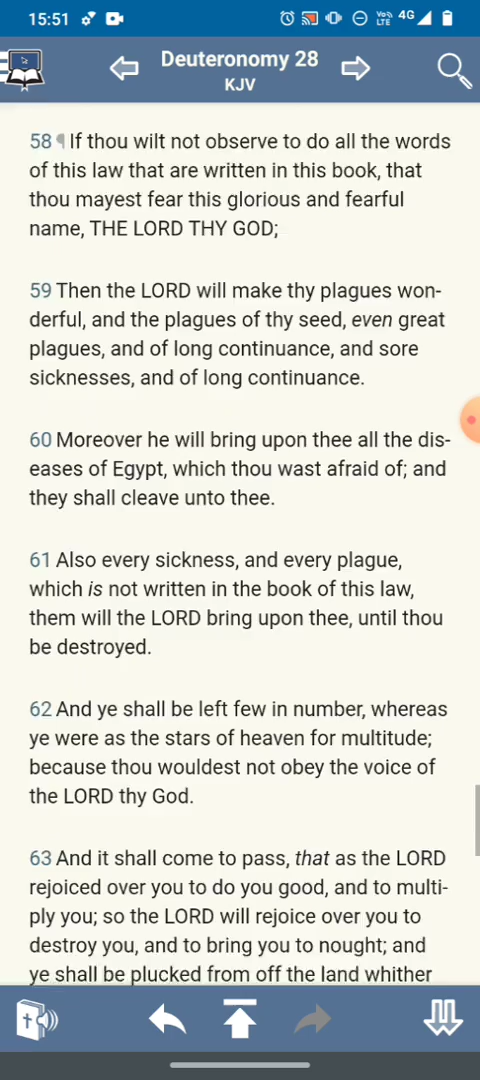 15:51
Vo) LTE 4G
Deuteronomy 28
KJV
58 ¶ If thou wilt not observe to do all the words
of this law that are written in this book, that
thou mayest fear this glorious and fearful
name, THE LORD THY GOD;
59 Then the LORD will make thy plagues won-
derful, and the plagues of thy seed, even great
plagues, and of long continuance, and sore
sicknesses, and of long continuance.
60 Moreover he will bring upon thee all the dis-
eases of Egypt, which thou wast afraid of; and
they shall cleave unto thee.
61 Also every sickness, and every plague,
which is not written in the book of this law,
them will the LORD bring upon thee, until thou
be destroyed.
62 And ye shall be left few in number, whereas
ye were as the stars of heaven for multitude;
because thou wouldest not obey the voice of
the LORD thy God.
63 And it shall come to pass, that as the LORD
rejoiced over you to do you good, and to multi-
ply you; so the LORD will rejoice over you to
destroy you, and to bring you to nought; and
ye shall be plucked from off the land whither